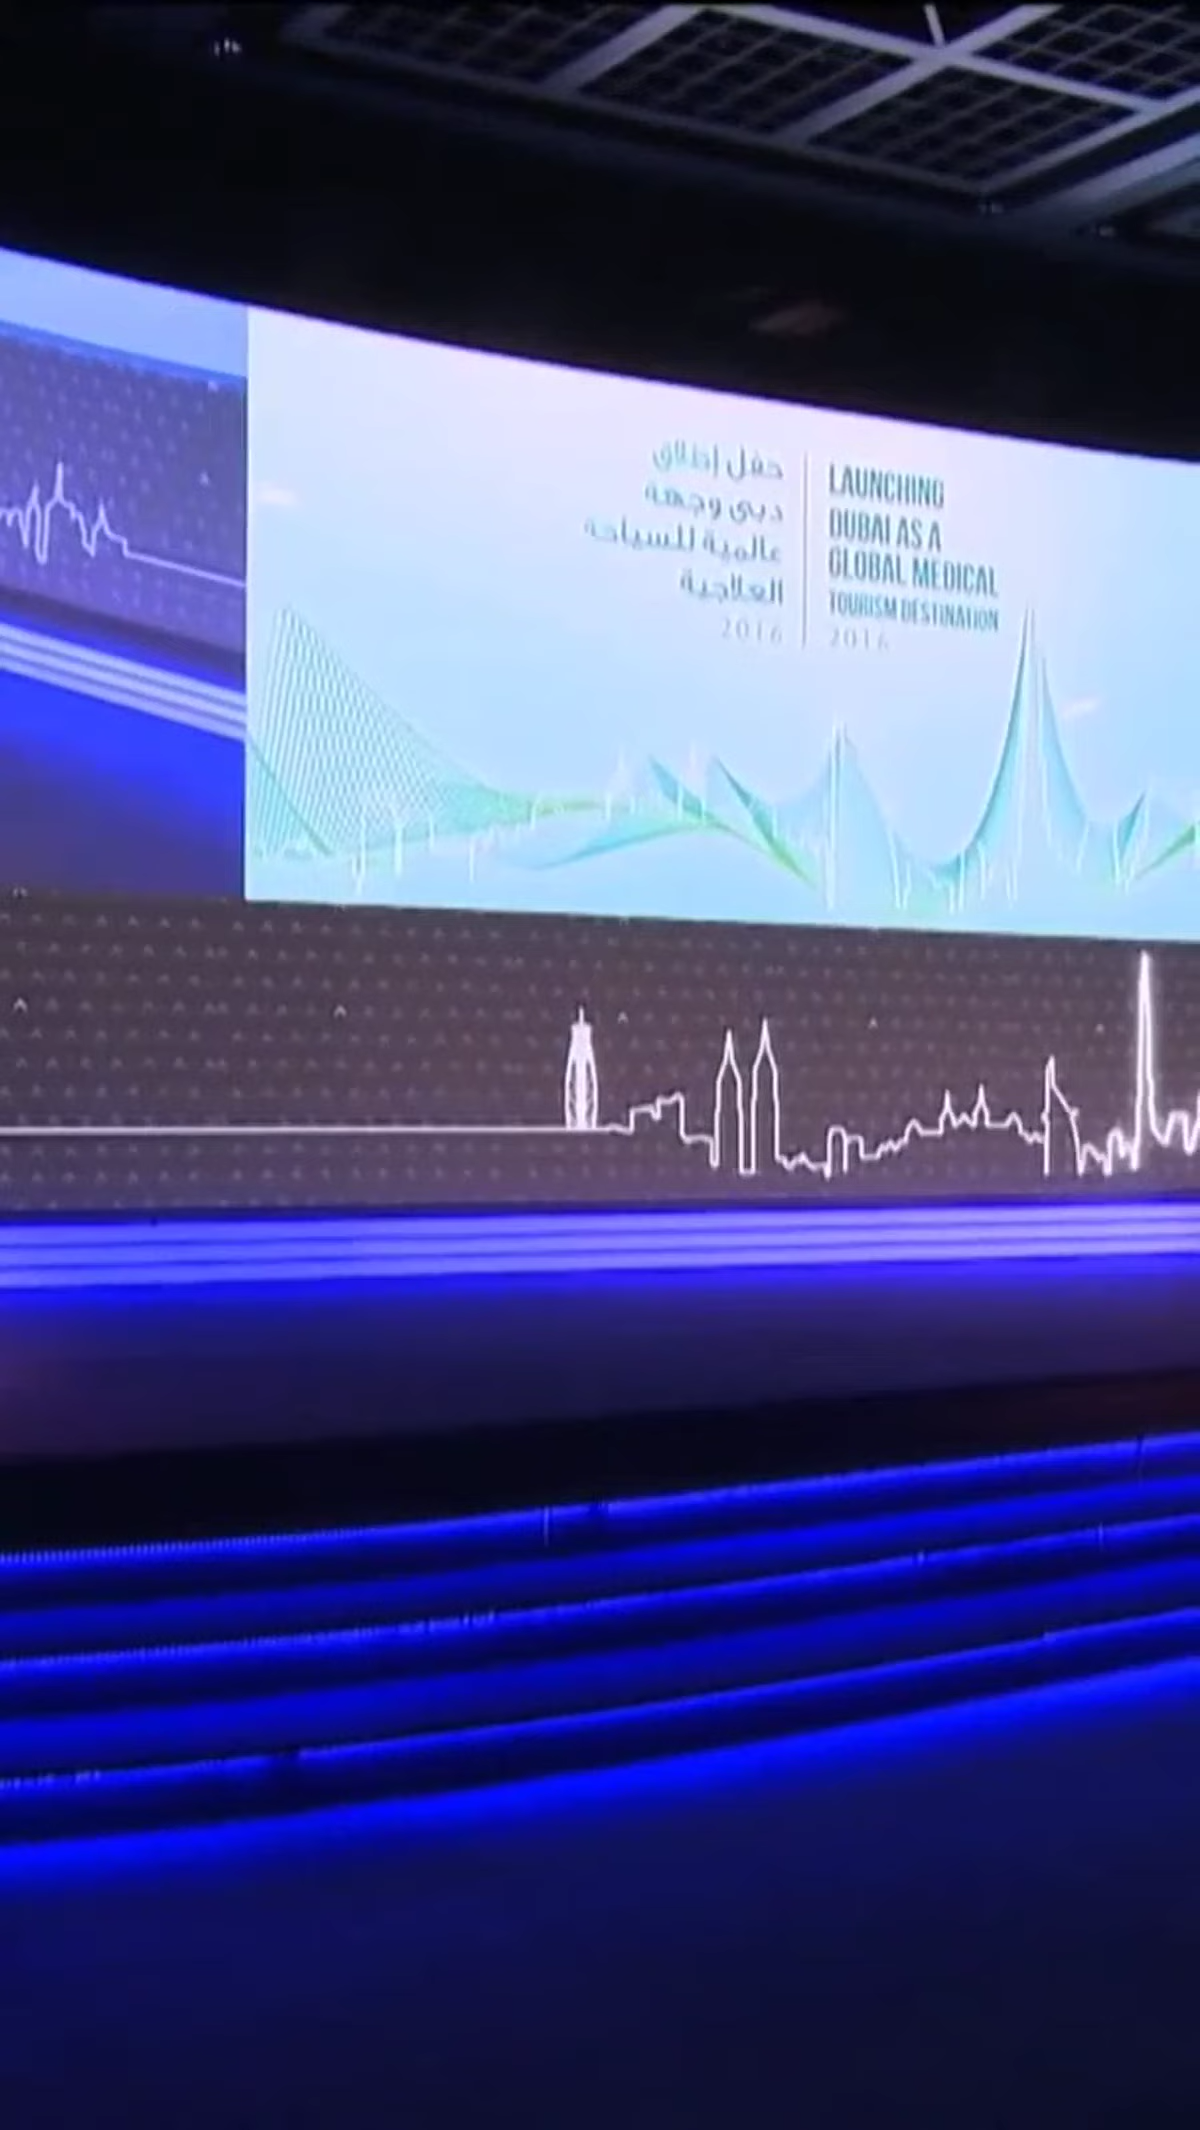 حفل إطلاق
دبي وجهة
عالمية للسياحة
العلاجية
2016
LAUNCHING
DUBAI AS A
GLOBAL MEDICAL
TOURISM DESTINATION
2016